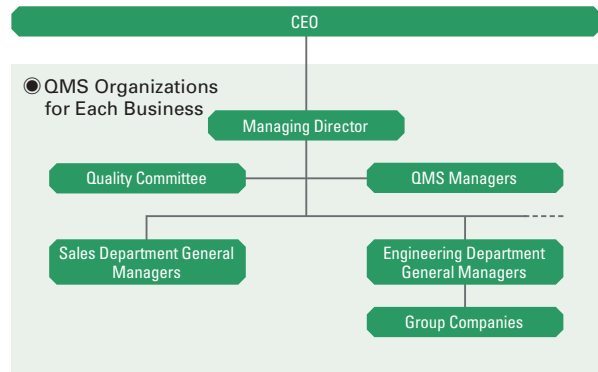 CEO
◉ QMS Organizations
for Each Business
Managing Director
Quality Committee
QMS Managers
Sales Department General
Managers
Engineering Department
General Managers
Group Companies